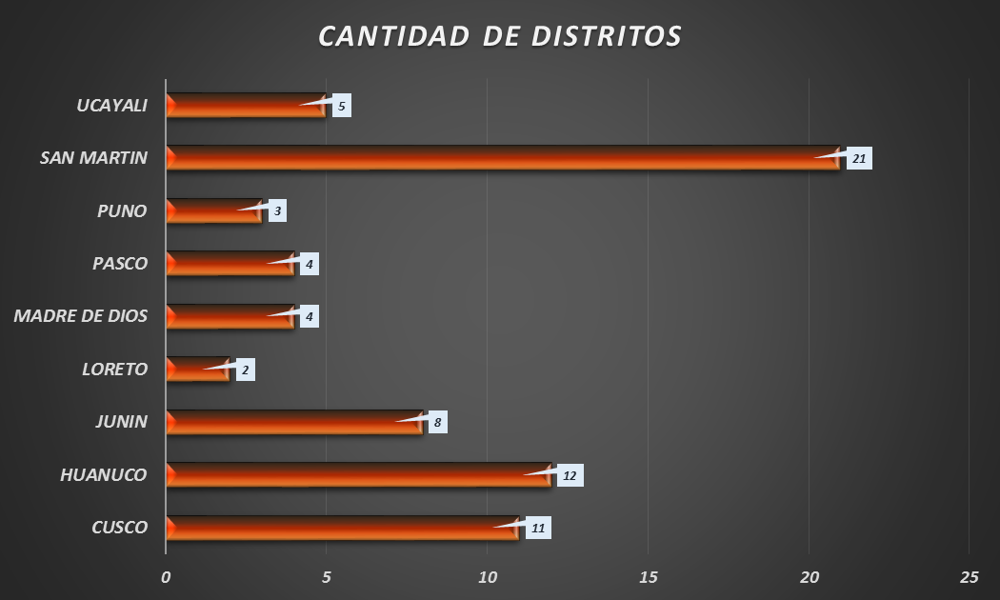 CANTIDAD DE DISTRITOS
UCAYALI 5
SAN MARTIN 21
PUNO 3
PASCO 4
MADRE DE DIOS 4
LORETO 2
JUNIN 8
HUANUCO 12
CUSCO 11
0 5 10 15 20 25